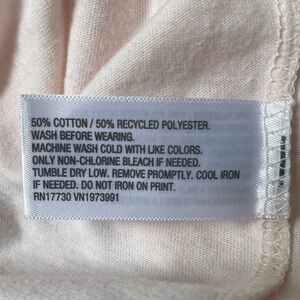 50% COTTON / 50% RECYCLED POLYESTER.
WASH BEFORE WEARING.
MACHINE WASH COLD WITH LIKE COLORS.
ONLY NON-CHLORINE BLEACH IF NEEDED.
TUMBLE DRY LOW. REMOVE PROMPTLY. COOL IRON
IF NEEDED. DO NOT IRON ON PRINT.
RN17730 VN1973991